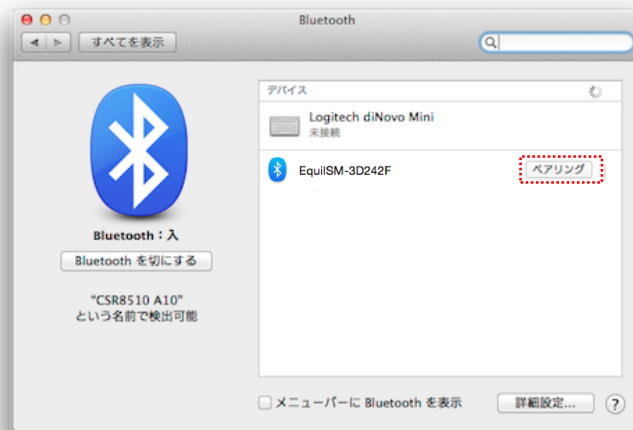 Bluetooth
すべてを表示
デバイス
Logitech diNovo Mini
未接続
EquilSM-3D242F
ペアリング
Bluetooth：入
Bluetooth を切にする
"CSR8510 A10"
という名前で検出可能
メニューバーに Bluetooth を表示
詳細設定...
?